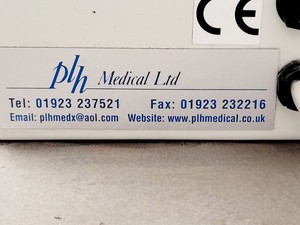 CE
plh Medical Ltd
Tel: 01923 237521 Fax: 01923 232216
Email: plhmedx@aol.com Website: www.plhmedical.co.uk